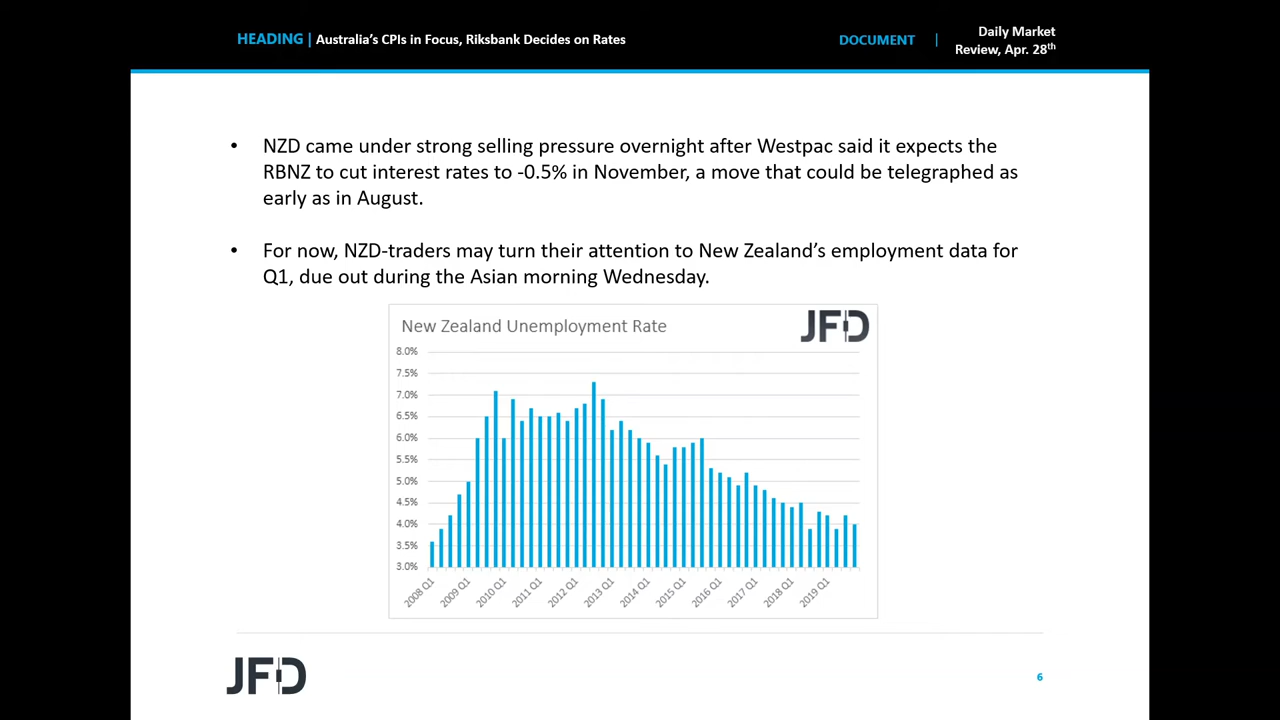 HEADING | Australia's CPIs in Focus, Riksbank Decides on Rates
DOCUMENT | Daily Market
Review, Apr. 28th
• NZD came under strong selling pressure overnight after Westpac said it expects the
RBNZ to cut interest rates to -0.5% in November, a move that could be telegraphed as
early as in August.
• For now, NZD-traders may turn their attention to New Zealand's employment data for
Q1, due out during the Asian morning Wednesday.
New Zealand Unemployment Rate
JFD
8.0%
7.5%
7.0%
6.5%
6.0%
5.5%
5.0%
4.5%
4.0%
3.5%
3.0%
2008 Q1
2009 Q1
2010 Q1
2011 Q1
2012 Q1
2013 Q1
2014 Q1
2015 Q1
2016 Q1
2017 Q1
2018 Q1
2019 Q1
JFD
6